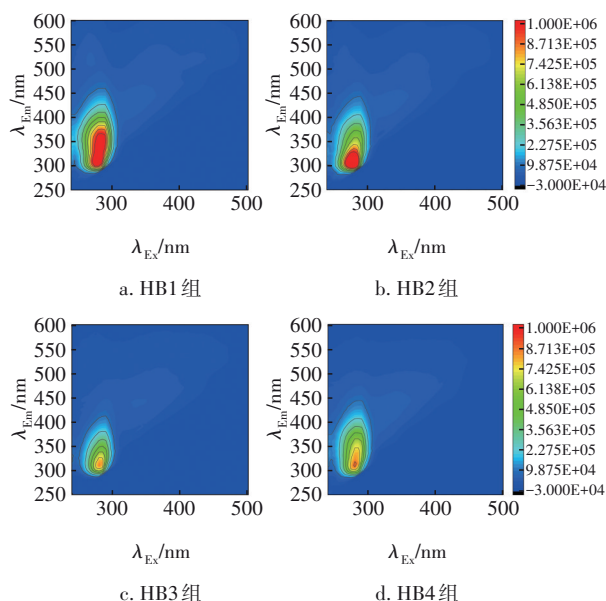 600
550
500
450
400
350
300
250
λEm/nm
300
400
500
λEx/nm
a. HB1组
600
550
500
450
400
350
300
250
λEm/nm
300
400
500
λEx/nm
b. HB2组
1.000E+06
8.713E+05
7.425E+05
6.138E+05
4.850E+05
3.563E+05
2.275E+05
9.875E+04
−3.000E+04
600
550
500
450
400
350
300
250
λEm/nm
300
400
500
λEx/nm
c. HB3组
600
550
500
450
400
350
300
250
λEm/nm
300
400
500
λEx/nm
d. HB4组
1.000E+06
8.713E+05
7.425E+05
6.138E+05
4.850E+05
3.563E+05
2.275E+05
9.875E+04
−3.000E+04